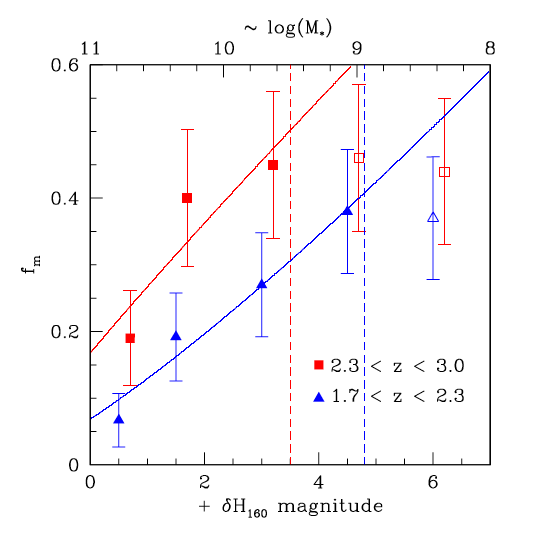 ~ log(M*)
11 10 9 8
0.6
0.4
fm
0.2
2.3 < z < 3.0
1.7 < z < 2.3
0
0 2 4 6
+ δH160 magnitude